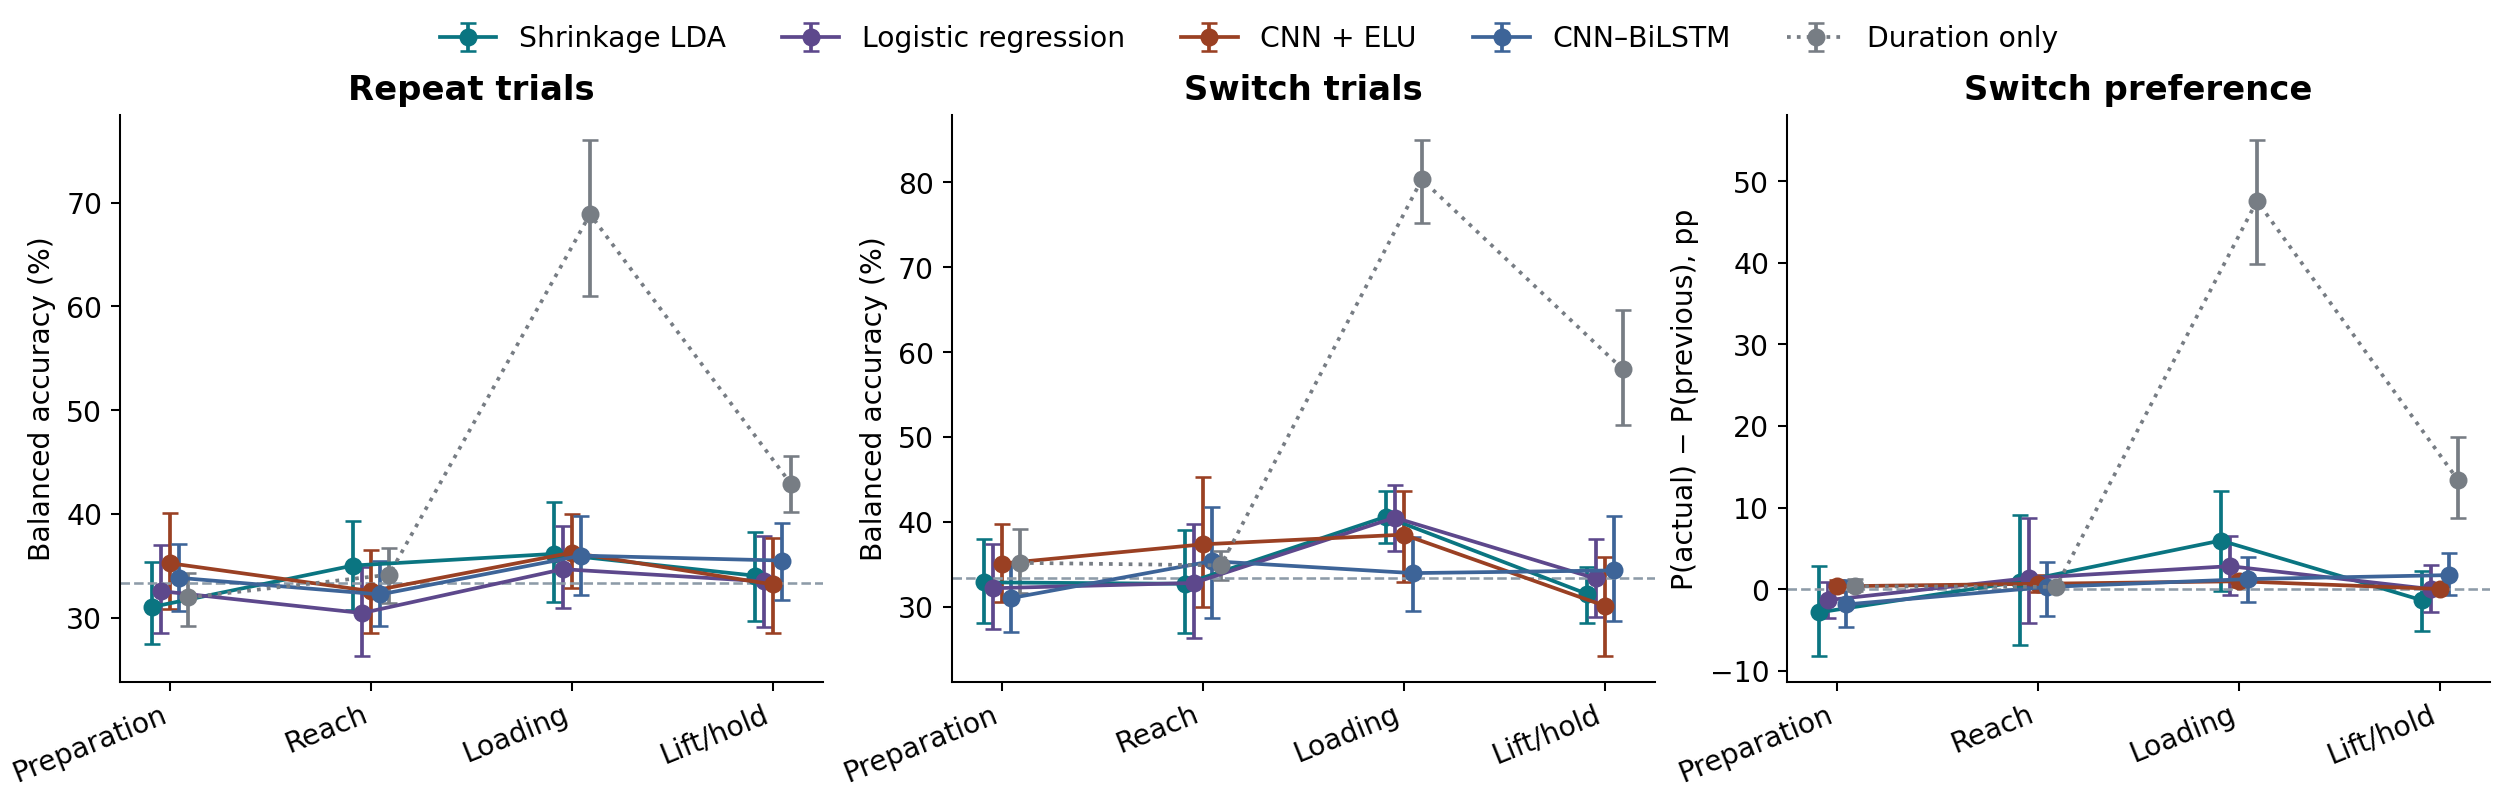 Shrinkage LDA Logistic regression CNN + ELU CNN–BiLSTM Duration only
Repeat trials
Balanced accuracy (%)
70
60
50
40
30
Preparation Reach Loading Lift/hold
Switch trials
Balanced accuracy (%)
80
70
60
50
40
30
Preparation Reach Loading Lift/hold
Switch preference
P(actual) − P(previous), pp
50
40
30
20
10
0
−10
Preparation Reach Loading Lift/hold